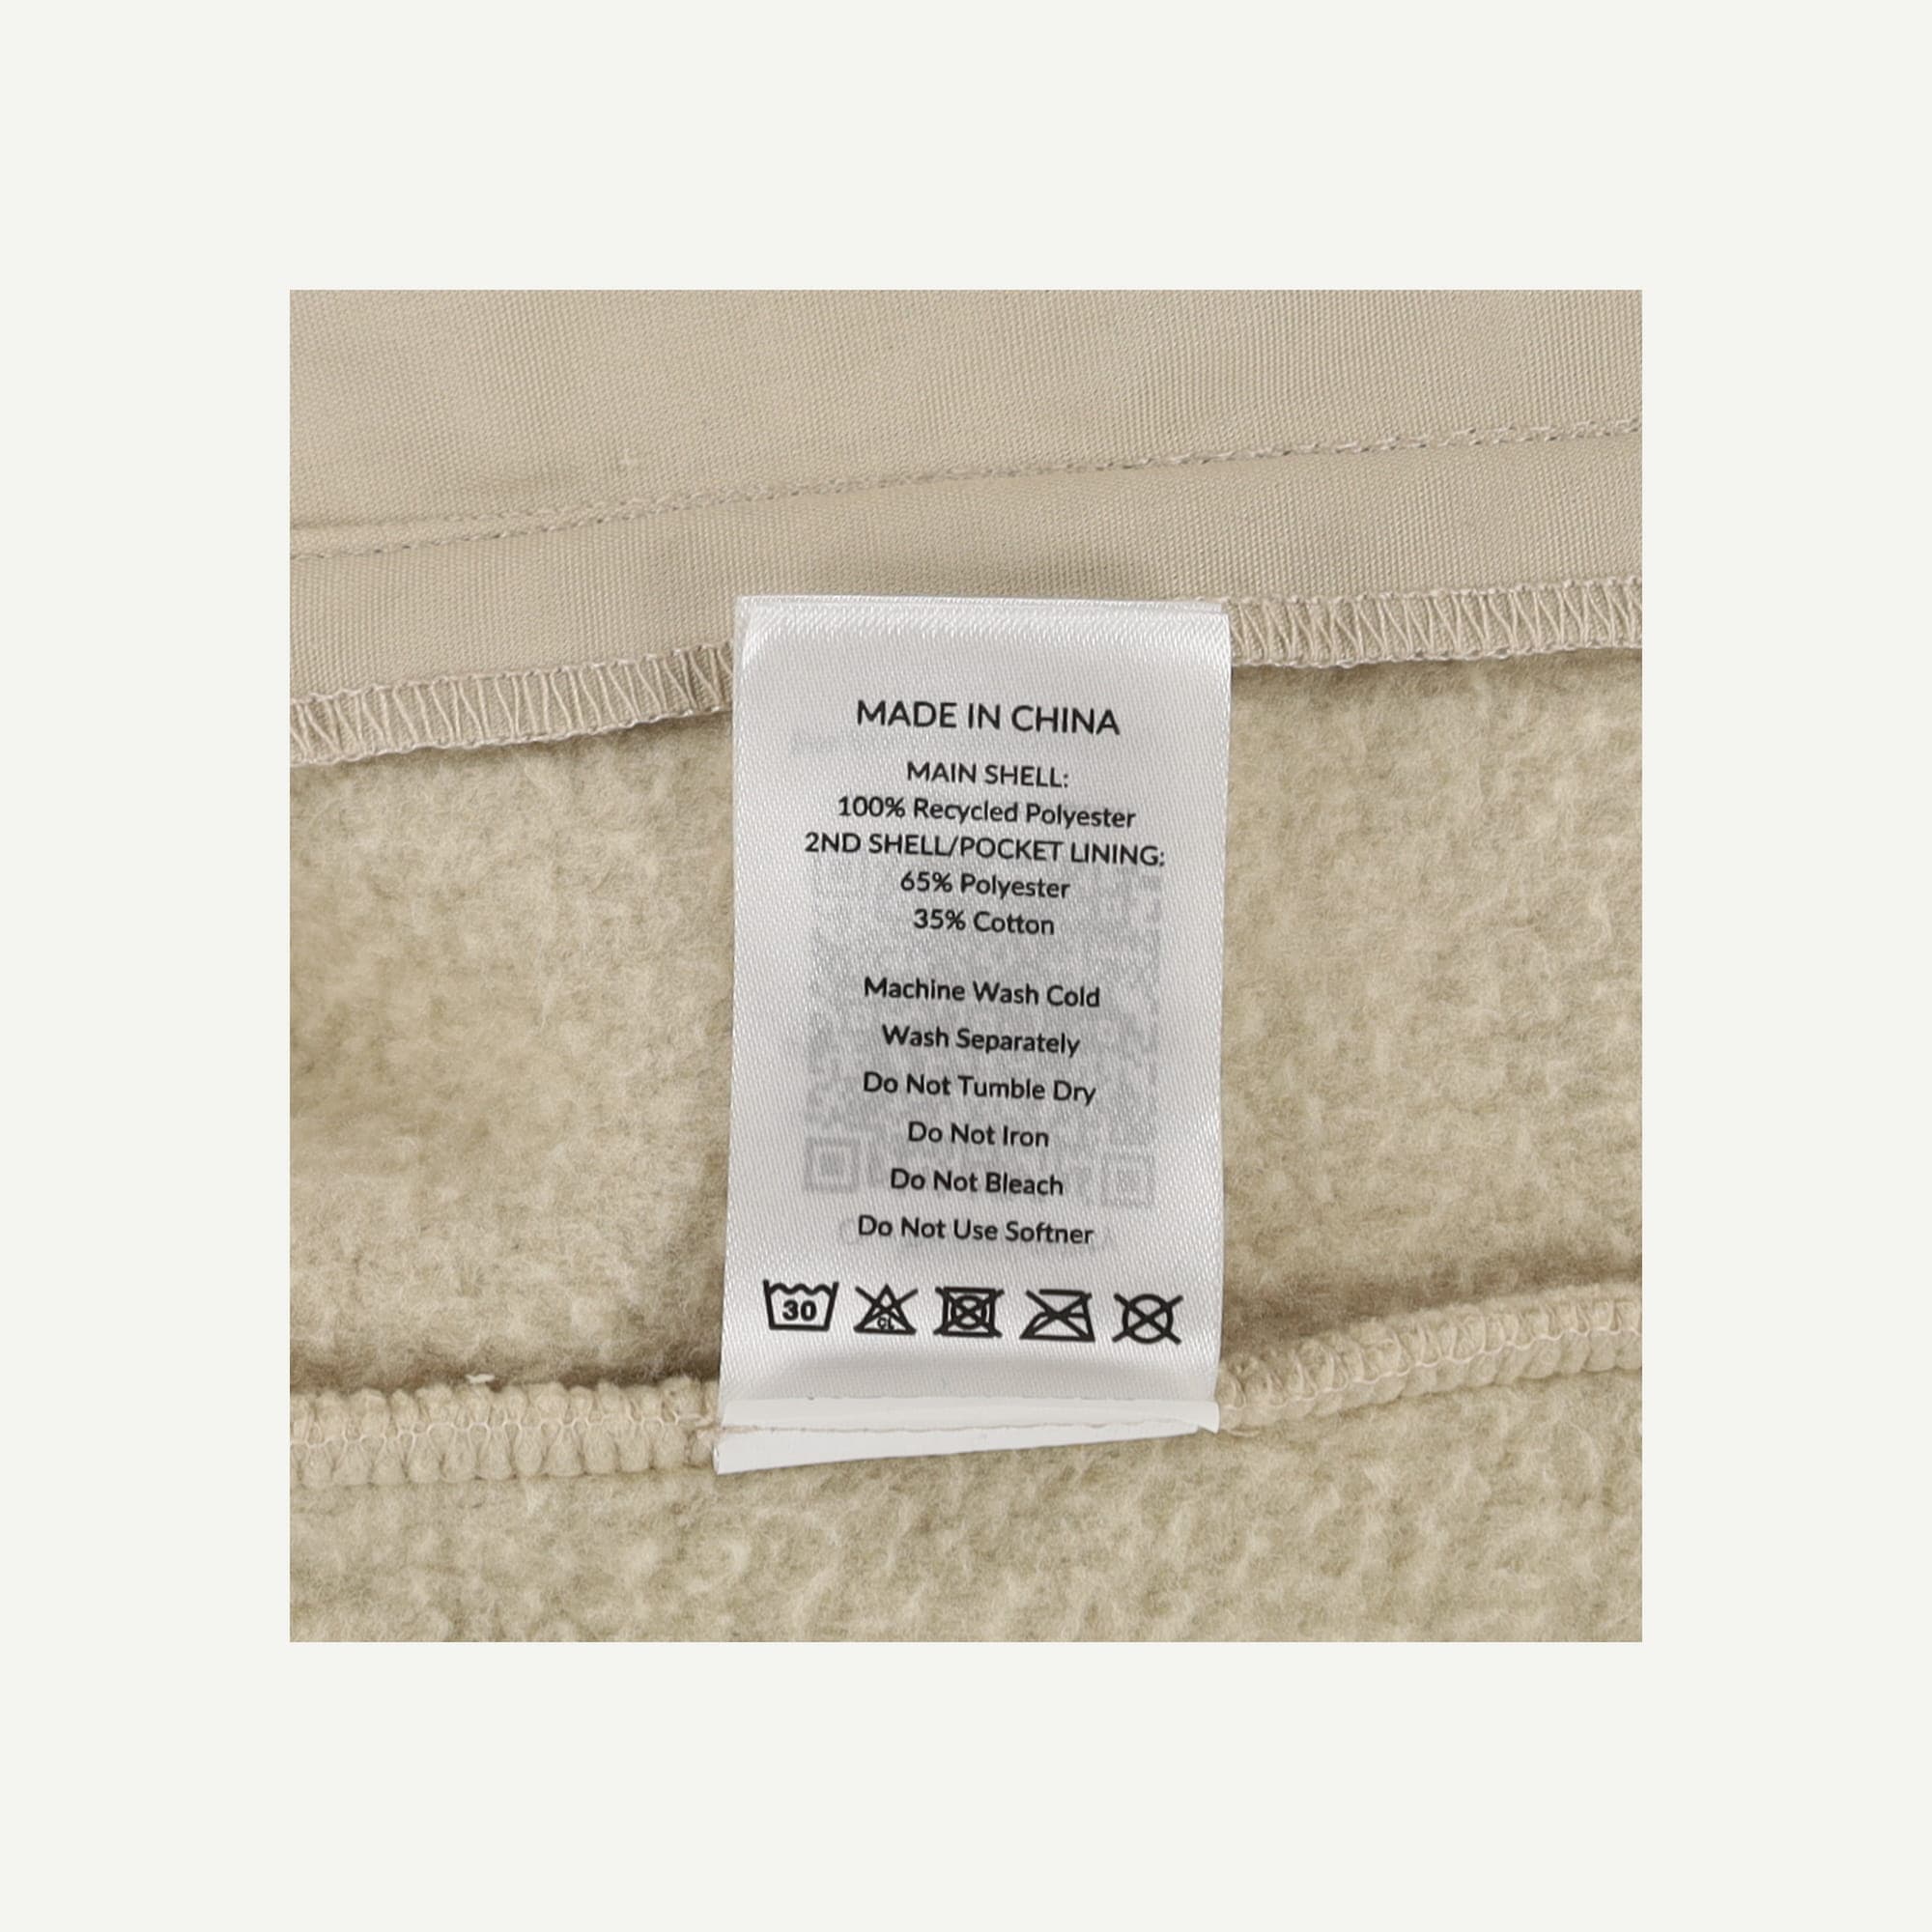 MADE IN CHINA
MAIN SHELL:
100% Recycled Polyester
2ND SHELL/POCKET LINING:
65% Polyester
35% Cotton
Machine Wash Cold
Wash Separately
Do Not Tumble Dry
Do Not Iron
Do Not Bleach
Do Not Use Softner
30 CL